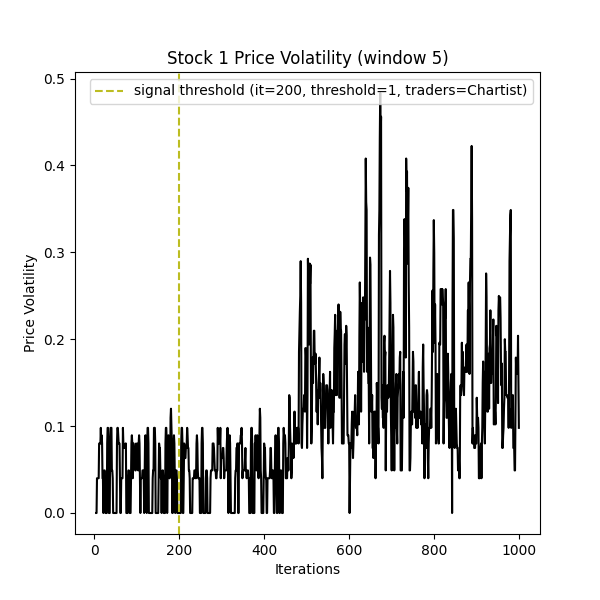 Stock 1 Price Volatility (window 5)
signal threshold (it=200, threshold=1, traders=Chartist)
Price Volatility
0.5
0.4
0.3
0.2
0.1
0.0
0 200 400 600 800 1000
Iterations